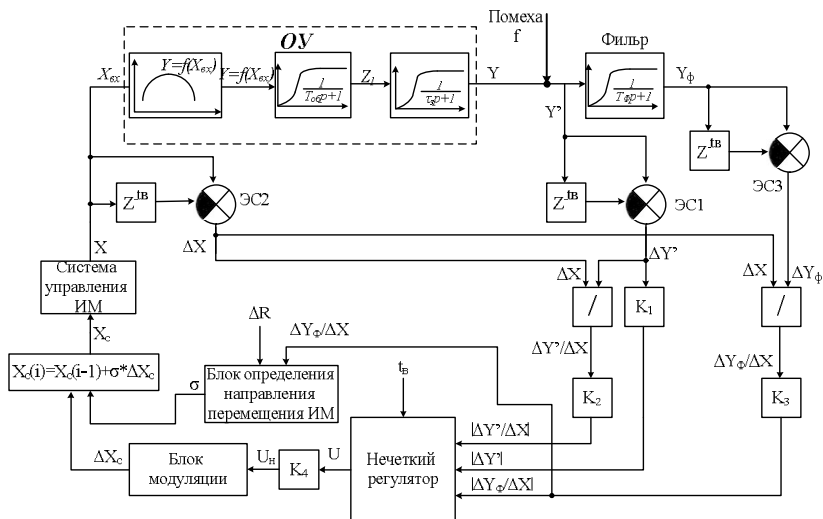 ОУ
Помеха
f
Фильр
Xвх
Y=f(Xвх)
Y=f(Xвх)
1
Tобp+1
Z1
1
τзp+1
Y
Y'
1
TФp+1
Yф
Z-tв
ЭС2
Z-tв
ЭС1
Z-tв
ЭС3
X
ΔX
ΔY'
Система
управления
ИМ
ΔX
/
K1
ΔX
ΔYф
/
Xc
ΔR
ΔYФ/ΔX
Xc(i)=Xc(i-1)+σ*ΔXc
σ
Блок определения
направления
перемещения ИМ
tв
ΔY'/ΔX
K2
ΔYФ/ΔX
K3
ΔXc
Блок
модуляции
Uн
K4
U
Нечеткий
регулятор
|ΔY'/ΔX|
|ΔY'|
|ΔYФ/ΔX|